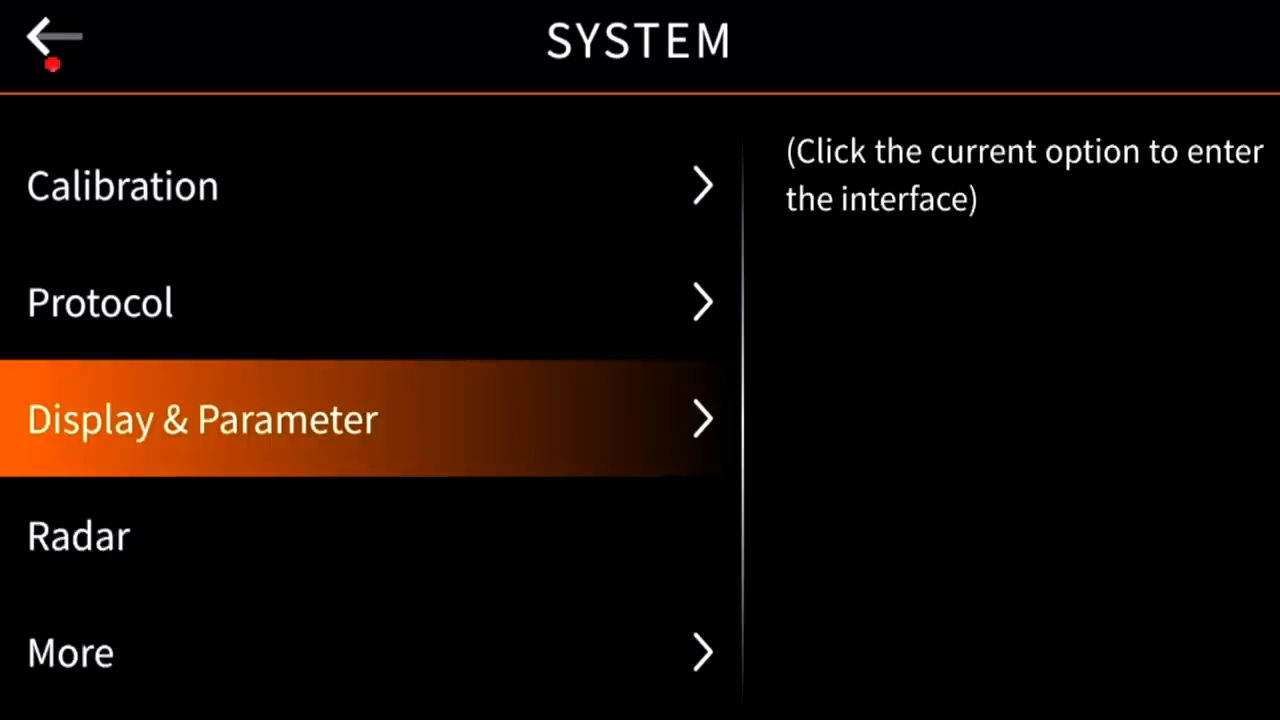 SYSTEM
Calibration
Protocol
Display & Parameter
Radar
More
(Click the current option to enter
the interface)